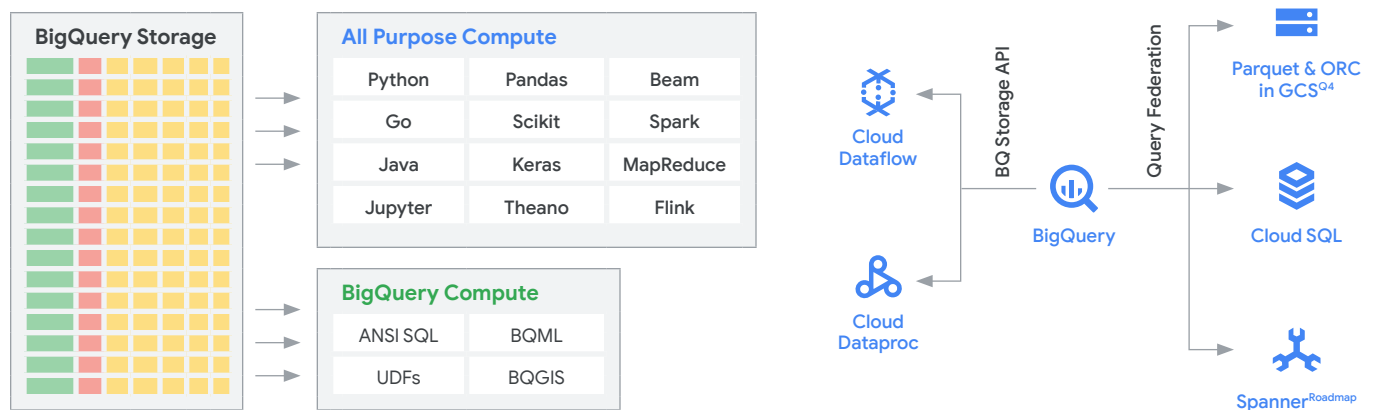 BigQuery Storage
All Purpose Compute
Python
Pandas
Beam
Go
Scikit
Spark
Java
Keras
MapReduce
Jupyter
Theano
Flink
BigQuery Compute
ANSI SQL
BQML
UDFs
BQGIS
Cloud
Dataflow
Cloud
Dataproc
BQ Storage API
BigQuery
Query Federation
Parquet & ORC
in GCSQ4
Cloud SQL
SpannerRoadmap